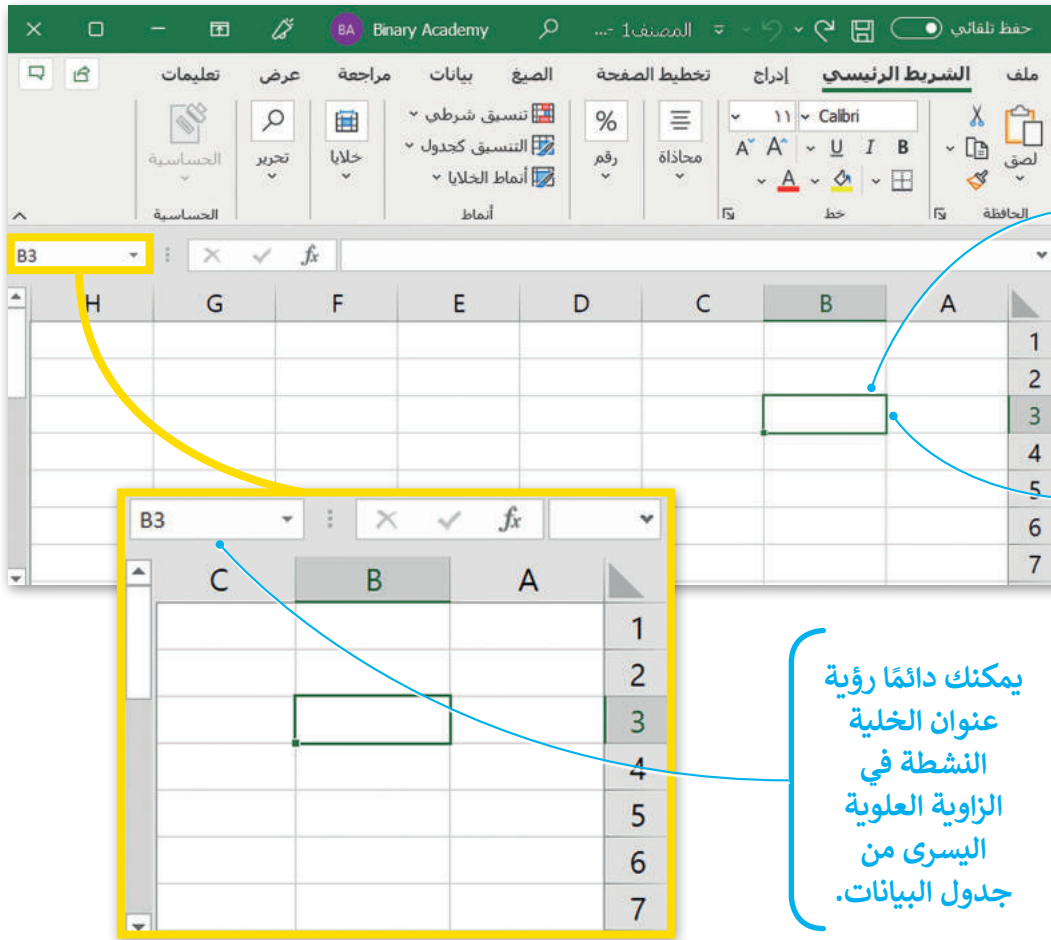 حفظ تلقائي المصنف1 -... Binary Academy BA
ملف الشريط الرئيسي إدراج تخطيط الصفحة الصيغ بيانات مراجعة عرض تعليمات
لصق
الحافظة
Calibri ١١
B I U A^ A˅
A
خط
محاذاة
%
رقم
تنسيق شرطي
التنسيق كجدول
أنماط الخلايا
أنماط
خلايا
تحرير
الحساسية
الحساسية
B3 fx
A B C D E F G H
1
2
3
4
5
6
7
B3 fx
A B C
1
2
3
4
5
6
7
يمكنك دائمًا رؤية
عنوان الخلية
النشطة في
الزاوية العلوية
اليسرى من
جدول البيانات.